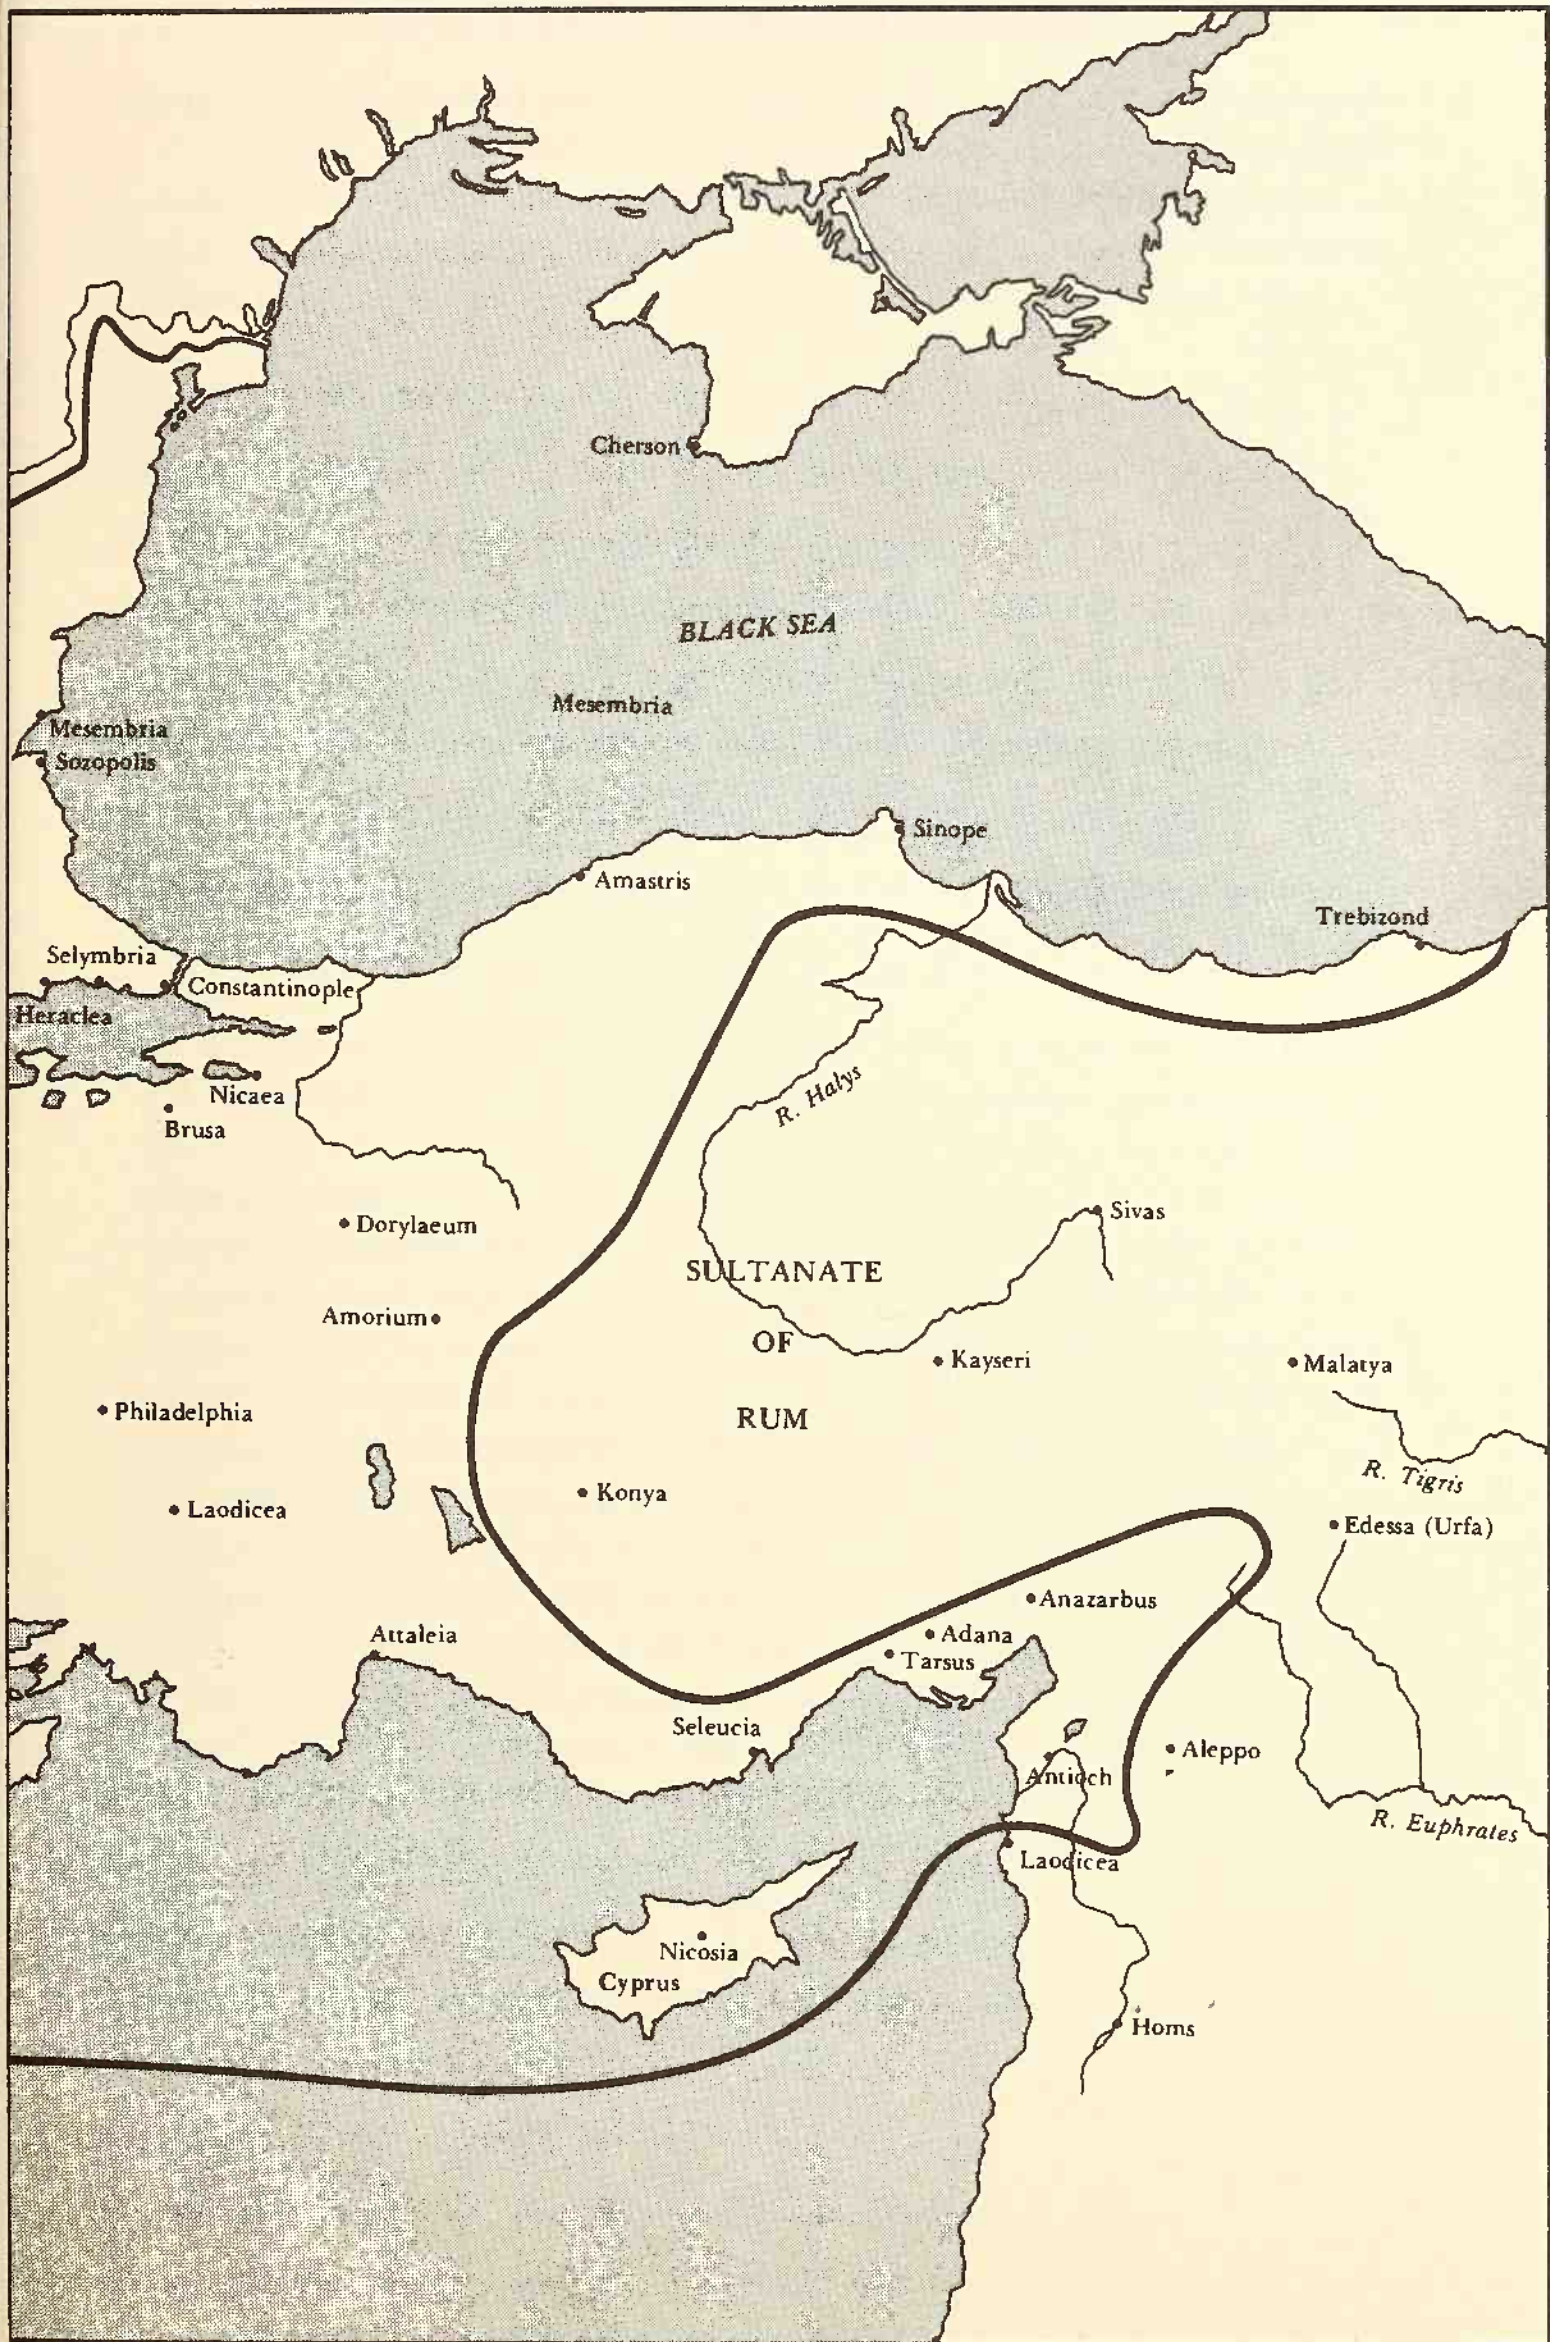 Cherson
BLACK SEA
Mesembria
Mesembria
Sozopolis
Sinope
Amastris
Trebizond
Selymbria
Constantinople
Heraclea
R. Halys
Nicaea
Brusa
Dorylaeum
Sivas
SULTANATE
Amorium
OF
Kayseri
Malatya
Philadelphia
RUM
R. Tigris
Konya
Laodicea
Edessa (Urfa)
Anazarbus
Attaleia
Adana
Tarsus
Seleucia
Aleppo
Antioch
R. Euphrates
Laodicea
Nicosia
Cyprus
Homs